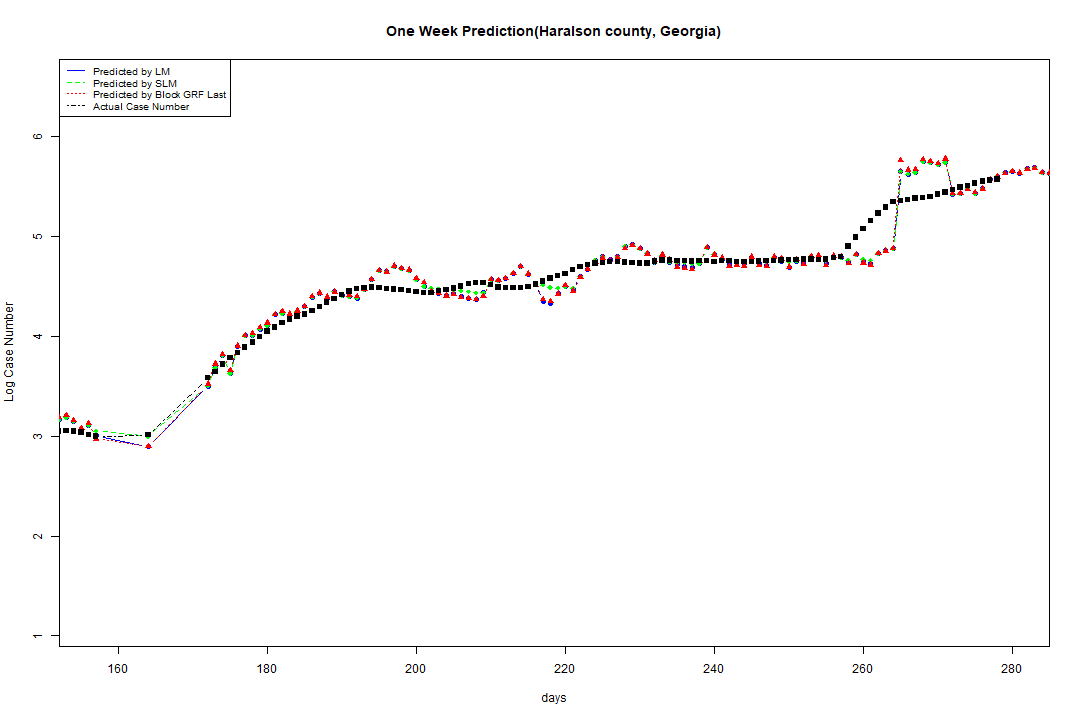 One Week Prediction(Haralson county, Georgia)
Predicted by LM
Predicted by SLM
Predicted by Block GRF Last
Actual Case Number
6
5
4
3
2
1
Log Case Number
160 180 200 220 240 260 280
days